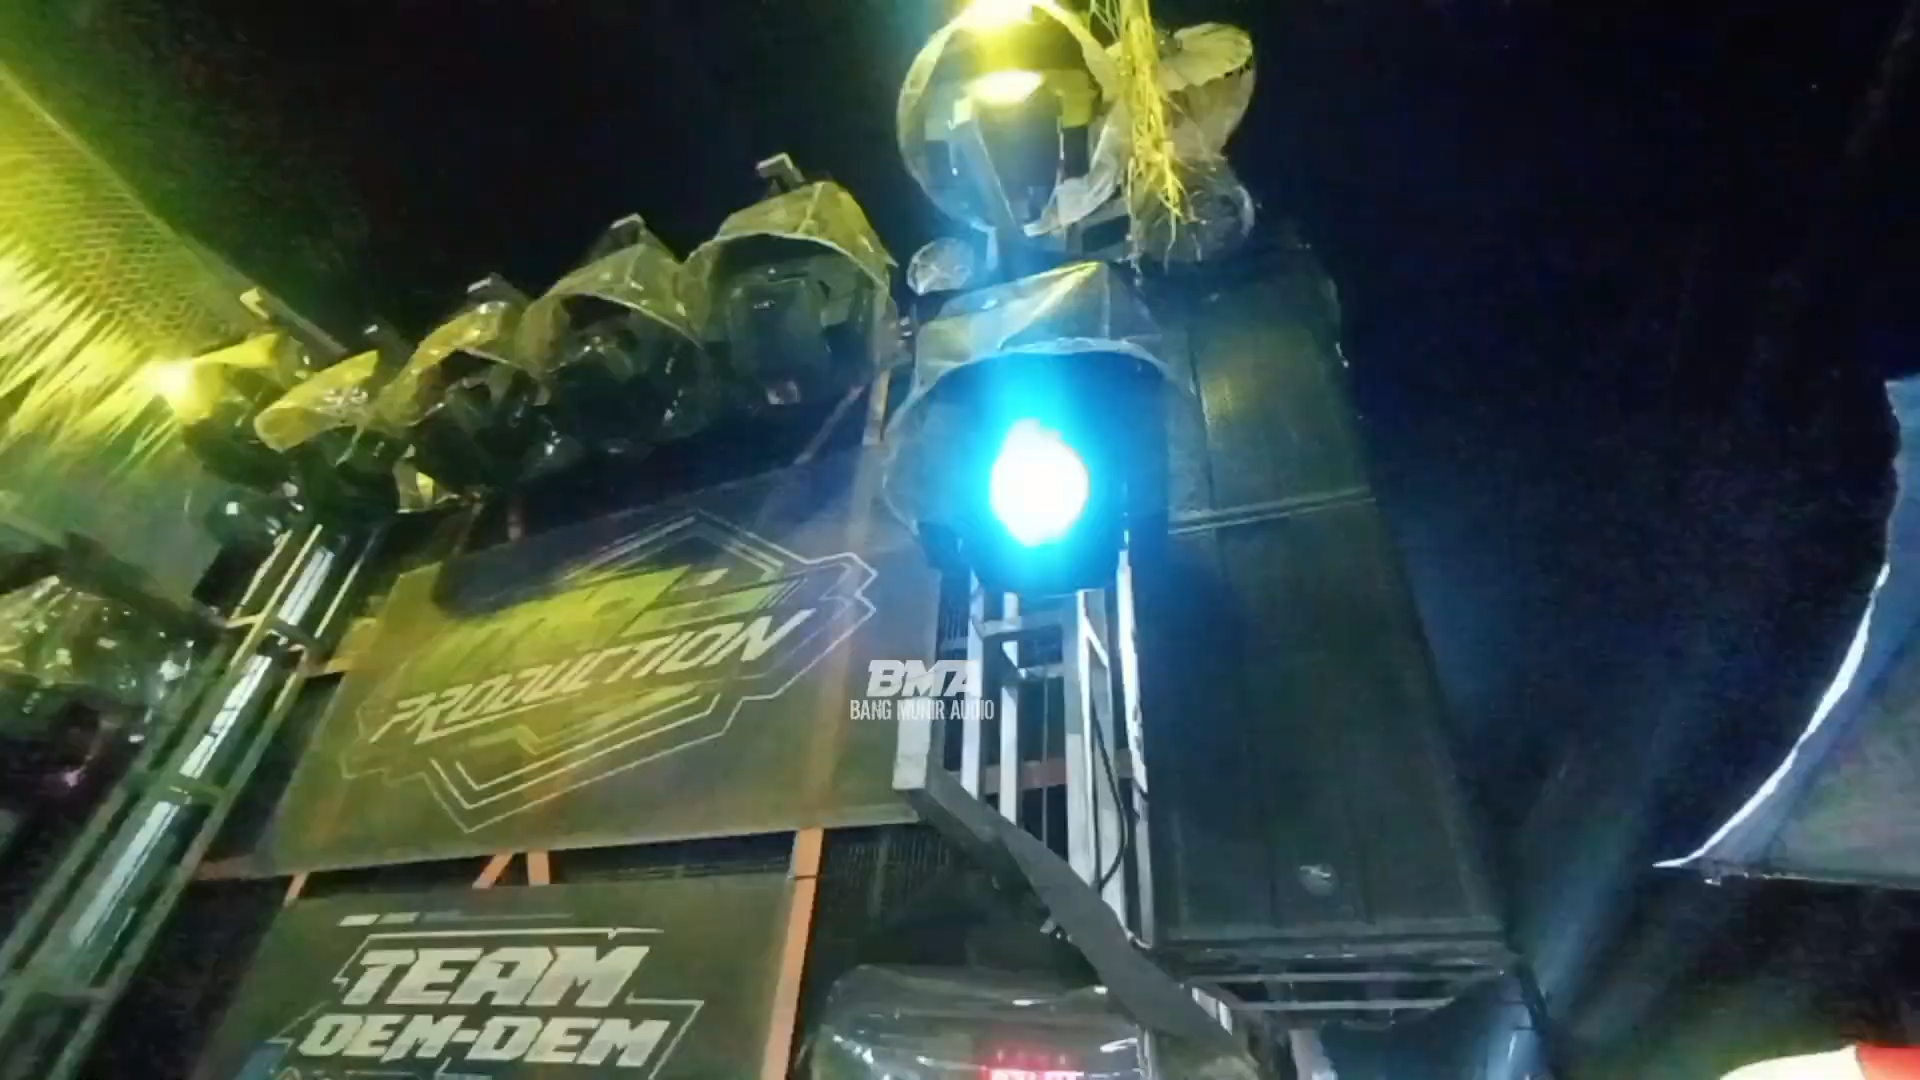 PRODUCTION
BMA
BANG MUNIR AUDIO
TEAM
DEM-DEM